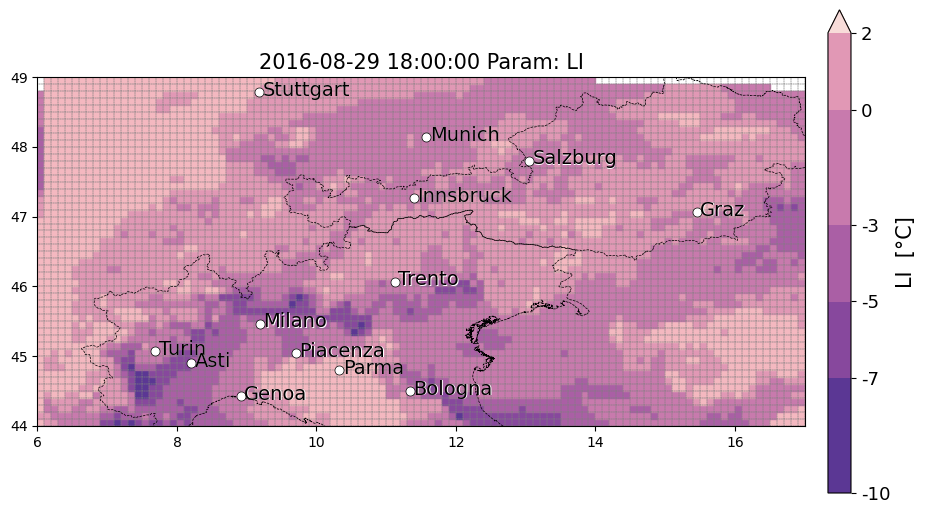 2016-08-29 18:00:00 Param: LI
49
48
47
46
45
44
6 8 10 12 14 16
Stuttgart
Munich
Salzburg
Innsbruck
Graz
Trento
Milano
Turin
Asti
Piacenza
Parma
Genoa
Bologna
2
0
-3
-5
-7
-10
LI [°C]